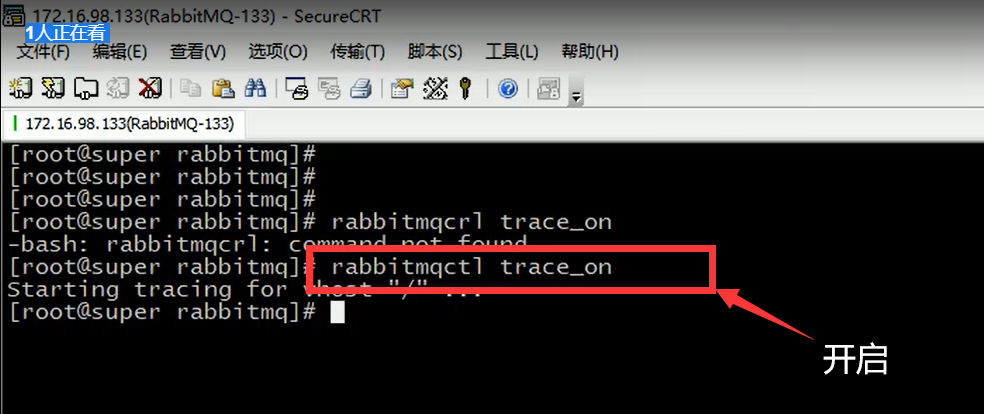 172.16.98.133(RabbitMQ-133) - SecureCRT
1人正在看
文件(F) 编辑(E) 查看(V) 选项(O) 传输(T) 脚本(S) 工具(L) 帮助(H)
172.16.98.133(RabbitMQ-133)
[root@super rabbitmq]#
[root@super rabbitmq]#
[root@super rabbitmq]#
[root@super rabbitmq]# rabbitmqcrl trace_on
-bash: rabbitmqcrl: command not found
[root@super rabbitmq]# rabbitmqctl trace_on
Starting tracing for vhost "/" ...
[root@super rabbitmq]#
开启